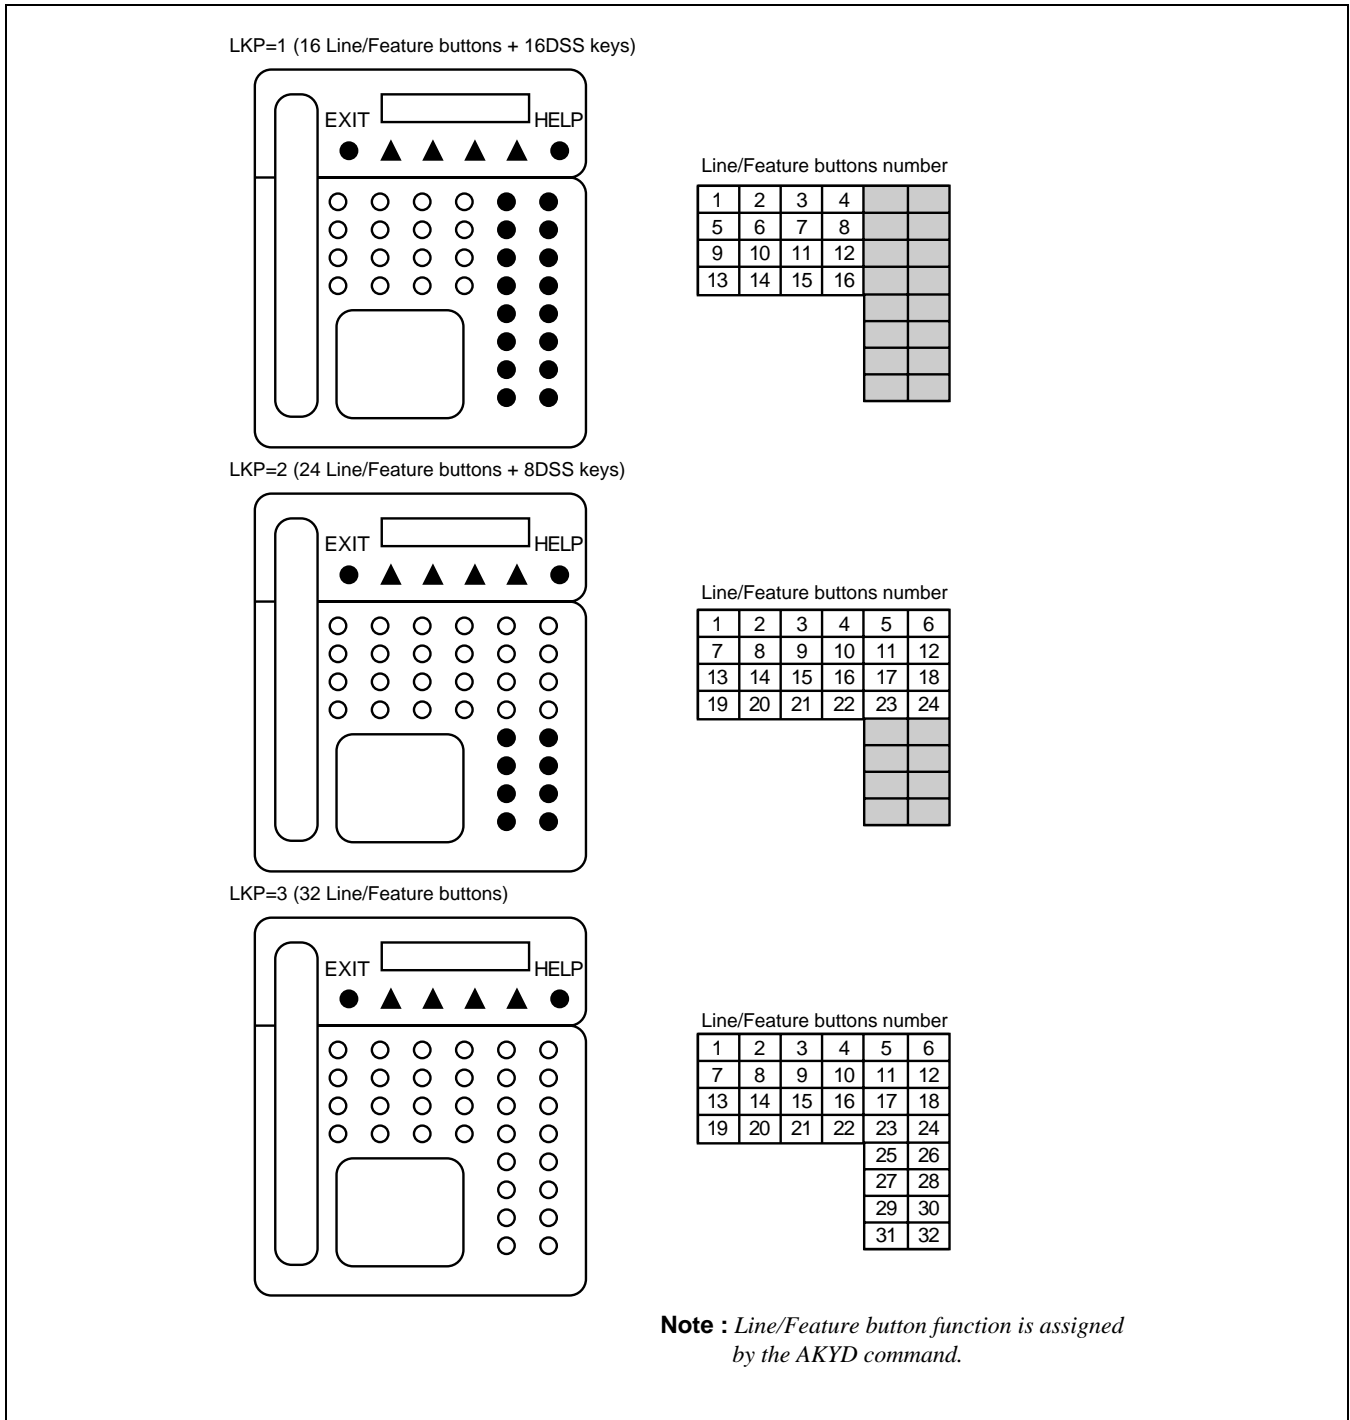 LKP=1 (16 Line/Feature buttons + 16DSS keys)
EXIT HELP
Line/Feature buttons number
1 2 3 4
5 6 7 8
9 10 11 12
13 14 15 16
LKP=2 (24 Line/Feature buttons + 8DSS keys)
EXIT HELP
Line/Feature buttons number
1 2 3 4 5 6
7 8 9 10 11 12
13 14 15 16 17 18
19 20 21 22 23 24
LKP=3 (32 Line/Feature buttons)
EXIT HELP
Line/Feature buttons number
1 2 3 4 5 6
7 8 9 10 11 12
13 14 15 16 17 18
19 20 21 22 23 24
25 26
27 28
29 30
31 32
Note : Line/Feature button function is assigned
by the AKYD command.